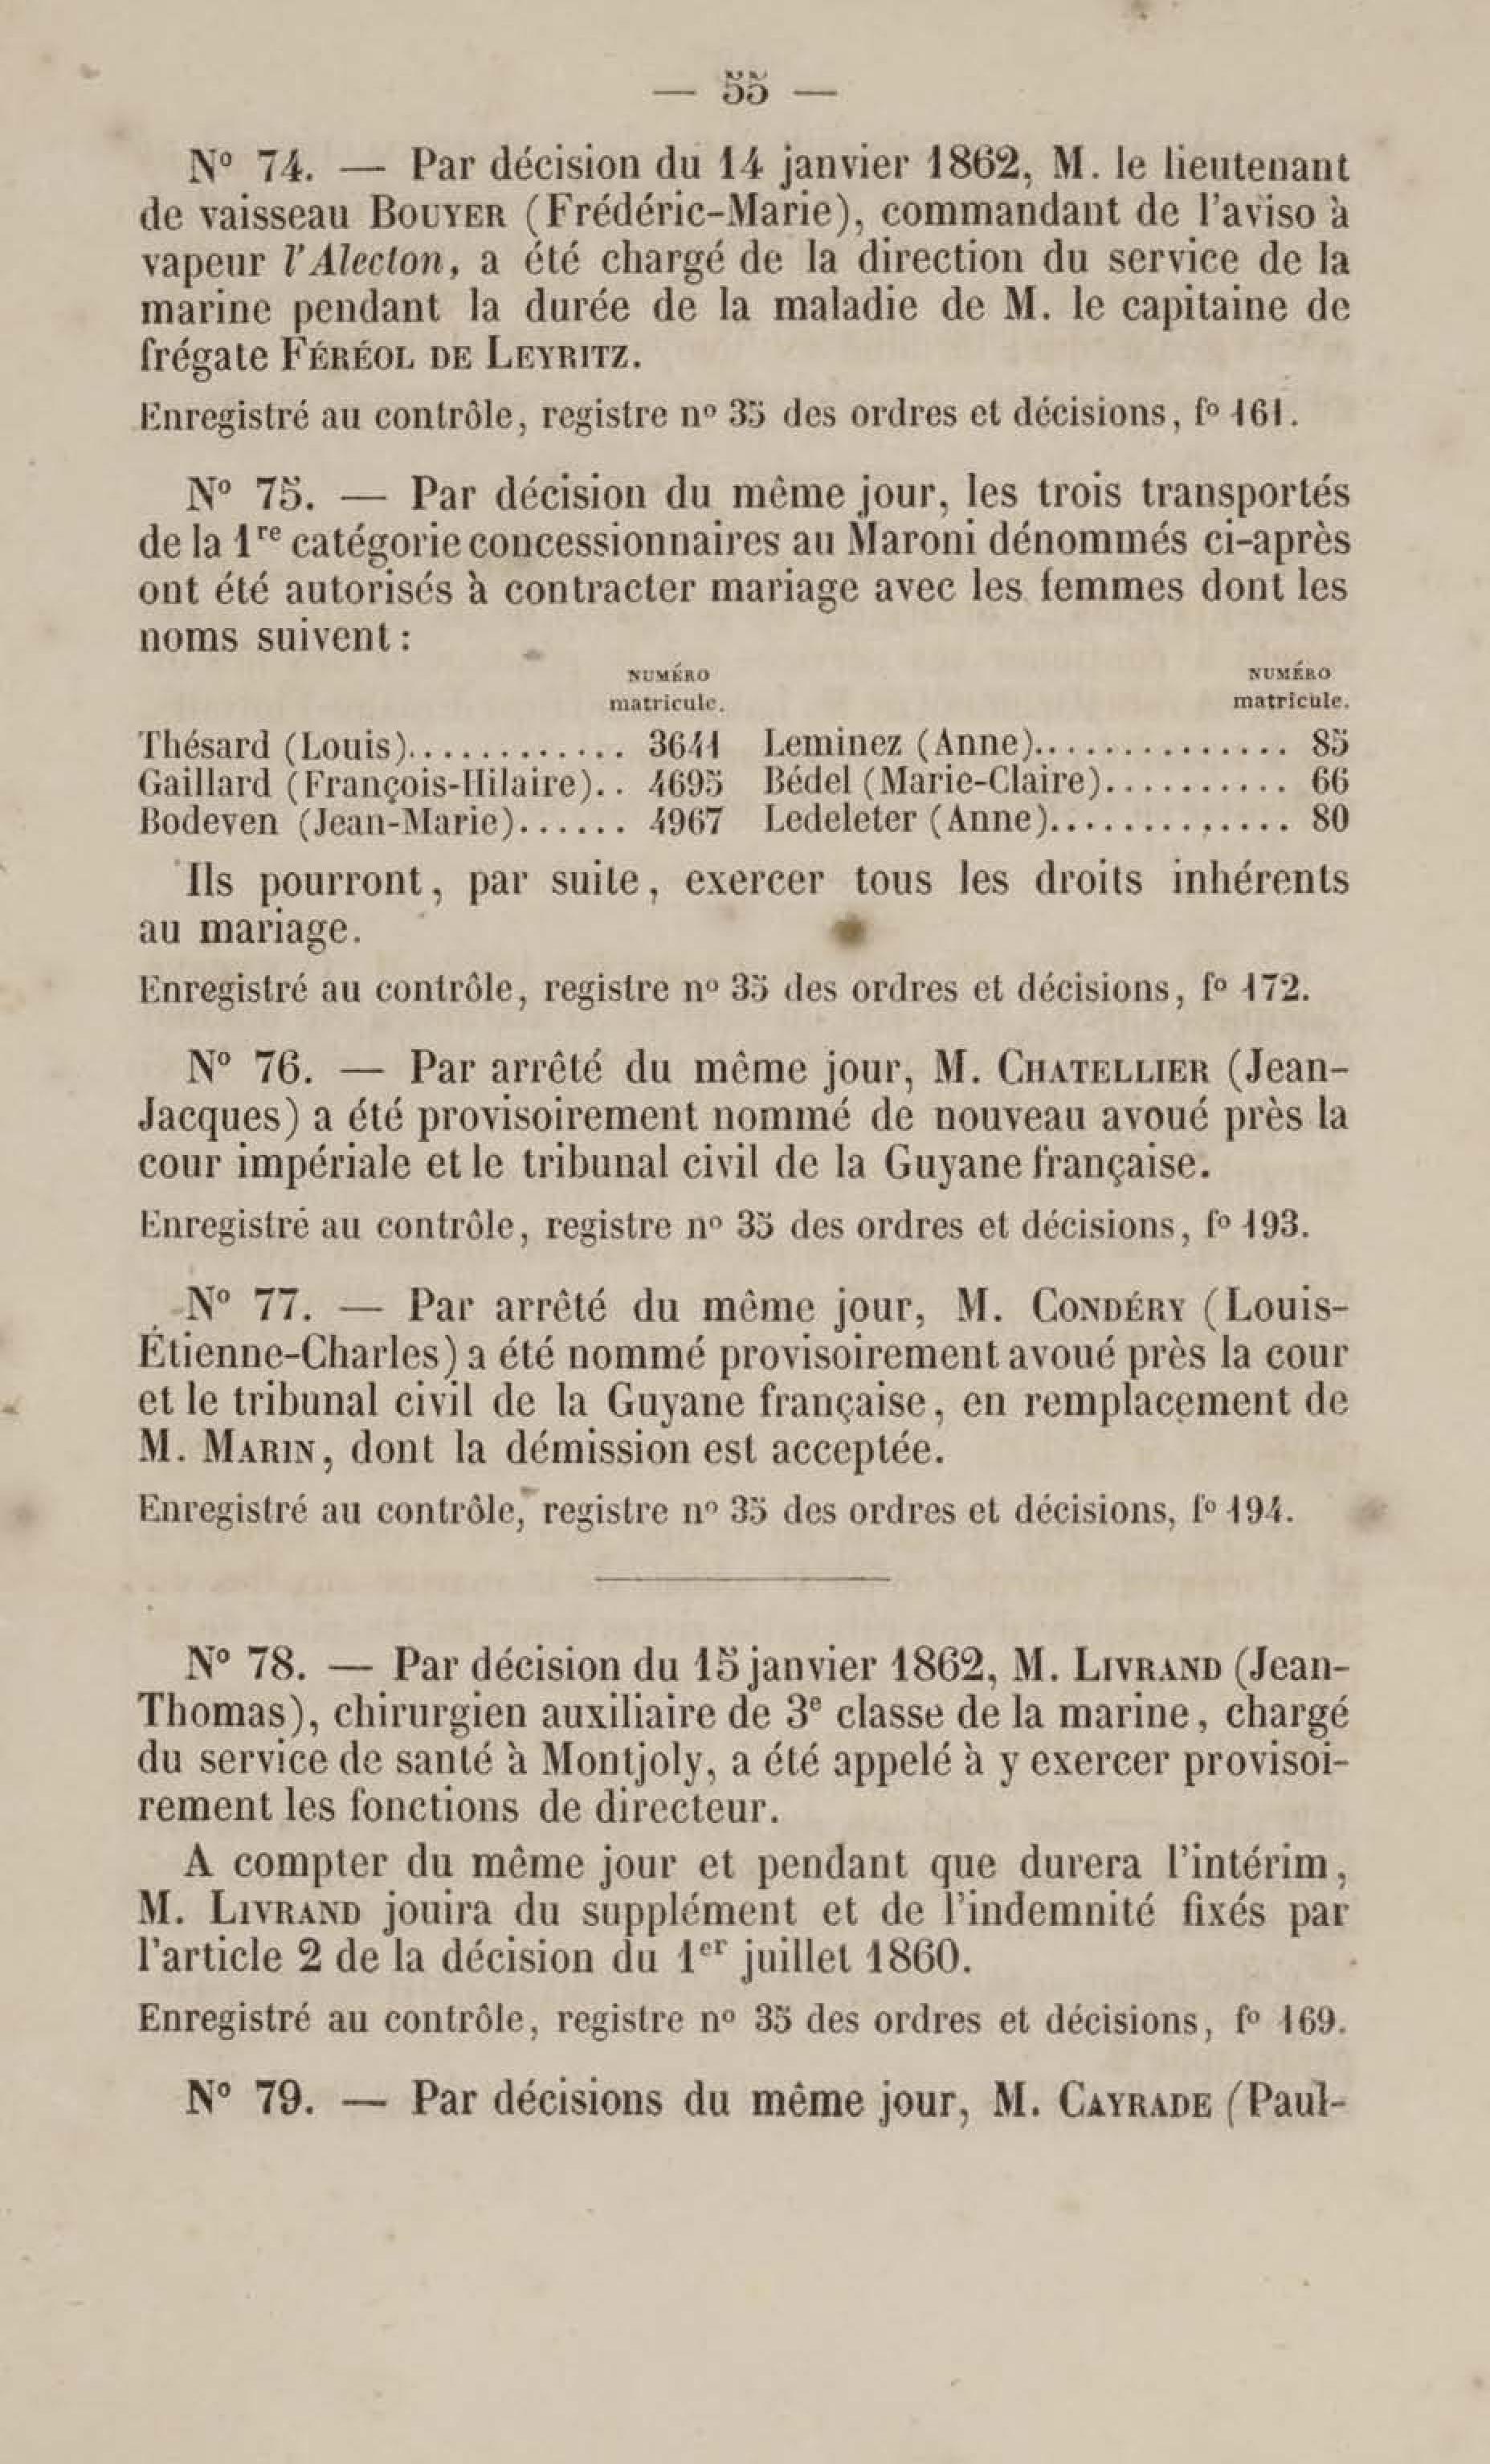 — 55 —
N° 74. — Par décision du 14 janvier 1862, M. le lieutenant
de vaisseau BOUYER (Frédéric-Marie), commandant de l'aviso à
vapeur l'Alecton, a été chargé de la direction du service de la
marine pendant la durée de la maladie de M. le capitaine de
frégate FÉRÉOL DE LEYRITZ.
Enregistré au contrôle, registre n° 35 des ordres et décisions, f° 161.
N° 75. — Par décision du même jour, les trois transportés
de la 1re catégorie concessionnaires au Maroni dénommés ci-après
ont été autorisés à contracter mariage avec les femmes dont les
noms suivent :
NUMÉRO NUMÉRO
matricule. matricule.
Thésard (Louis)............ 3641 Leminez (Anne).............. 85
Gaillard (François-Hilaire).. 4695 Bédel (Marie-Claire).......... 66
Bodeven (Jean-Marie)...... 4967 Ledeleter (Anne).............. 80
Ils pourront, par suite, exercer tous les droits inhérents
au mariage.
Enregistré au contrôle, registre n° 35 des ordres et décisions, f° 172.
N° 76. — Par arrêté du même jour, M. CHATELLIER (Jean-
Jacques) a été provisoirement nommé de nouveau avoué près la
cour impériale et le tribunal civil de la Guyane française.
Enregistré au contrôle, registre n° 35 des ordres et décisions, f° 193.
N° 77. — Par arrêté du même jour, M. CONDÉRY (Louis-
Étienne-Charles) a été nommé provisoirement avoué près la cour
et le tribunal civil de la Guyane française, en remplacement de
M. MARIN, dont la démission est acceptée.
Enregistré au contrôle, registre n° 35 des ordres et décisions, f° 194.
N° 78. — Par décision du 15 janvier 1862, M. LIVRAND (Jean-
Thomas), chirurgien auxiliaire de 3e classe de la marine, chargé
du service de santé à Montjoly, a été appelé à y exercer provisoi-
rement les fonctions de directeur.
A compter du même jour et pendant que durera l'intérim,
M. LIVRAND jouira du supplément et de l'indemnité fixés par
l'article 2 de la décision du 1er juillet 1860.
Enregistré au contrôle, registre n° 35 des ordres et décisions, f° 169.
N° 79. — Par décisions du même jour, M. CAYRADE (Paul-